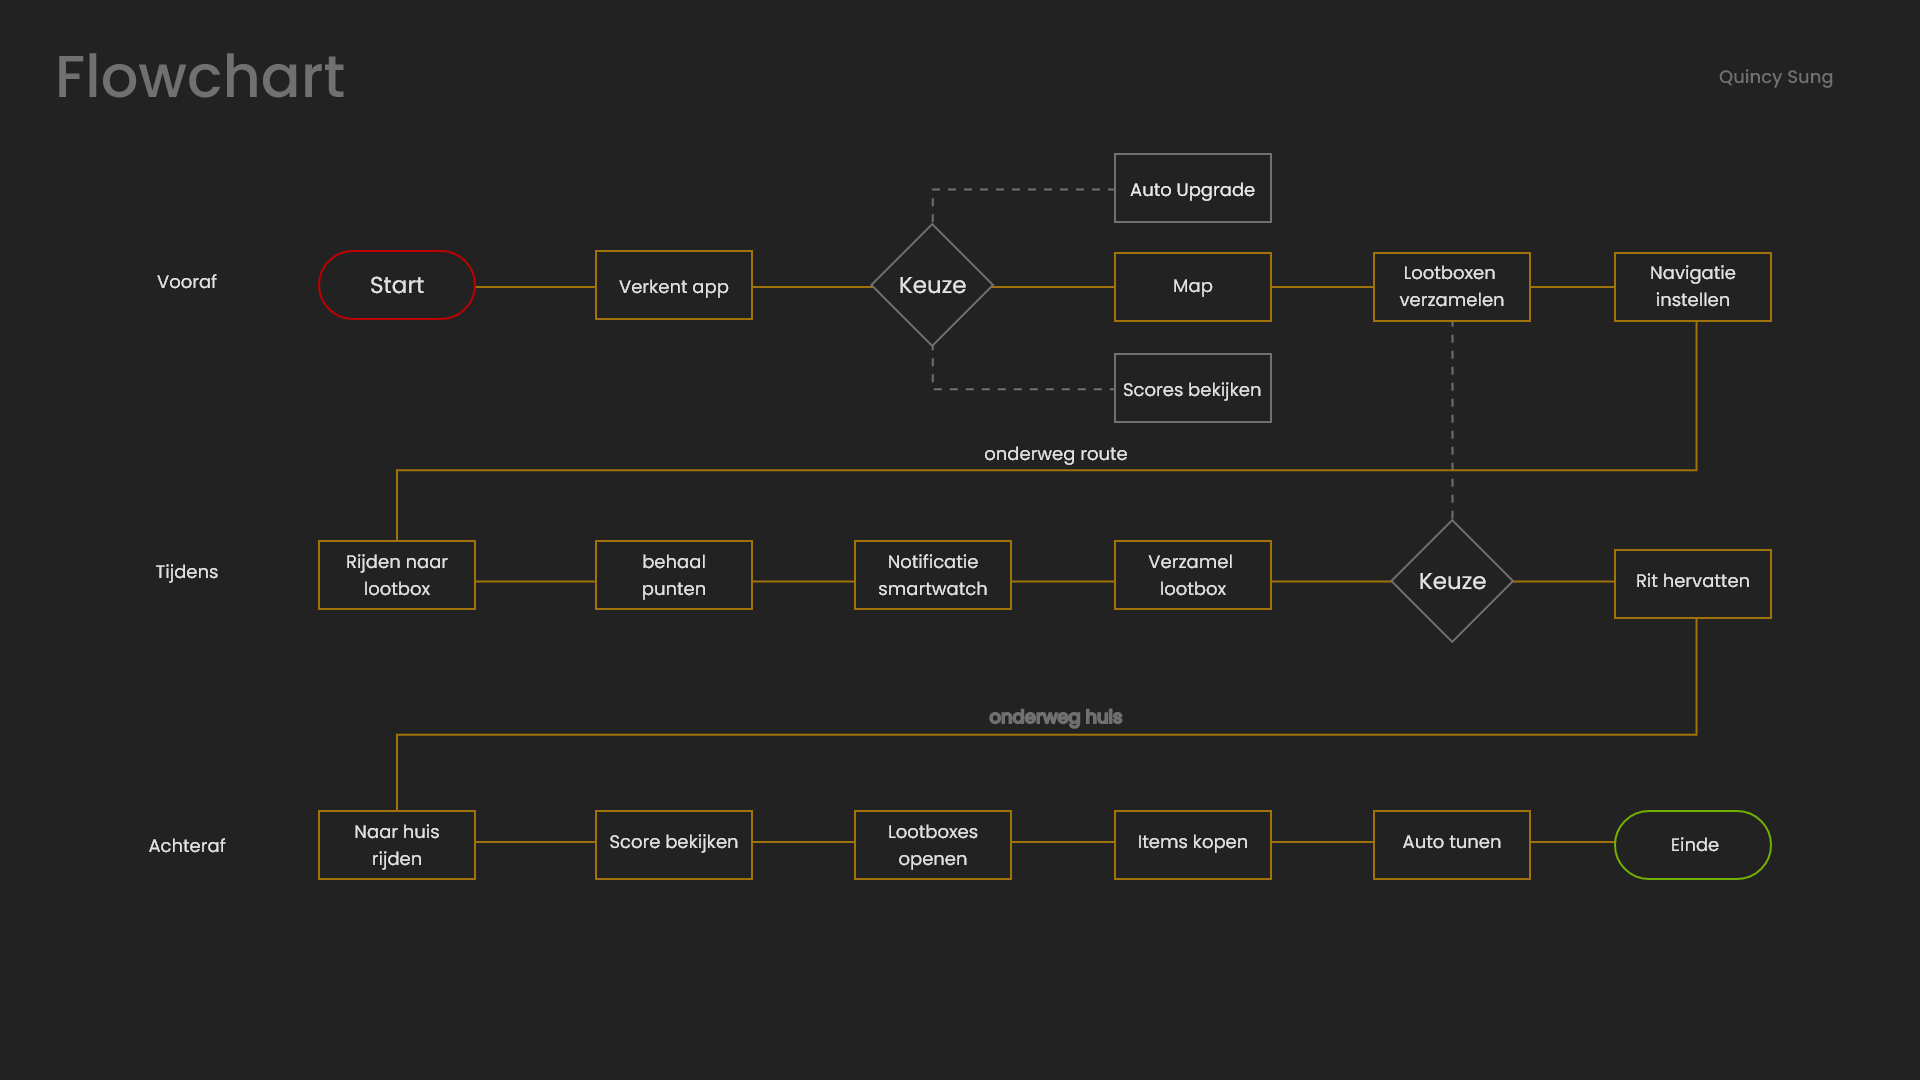 Flowchart
Quincy Sung
Auto Upgrade
Vooraf
Start
Verkent app
Keuze
Map
Lootboxen
verzamelen
Navigatie
instellen
Scores bekijken
onderweg route
Tijdens
Rijden naar
lootbox
behaal
punten
Notificatie
smartwatch
Verzamel
lootbox
Keuze
Rit hervatten
onderweg huis
Achteraf
Naar huis
rijden
Score bekijken
Lootboxes
openen
Items kopen
Auto tunen
Einde